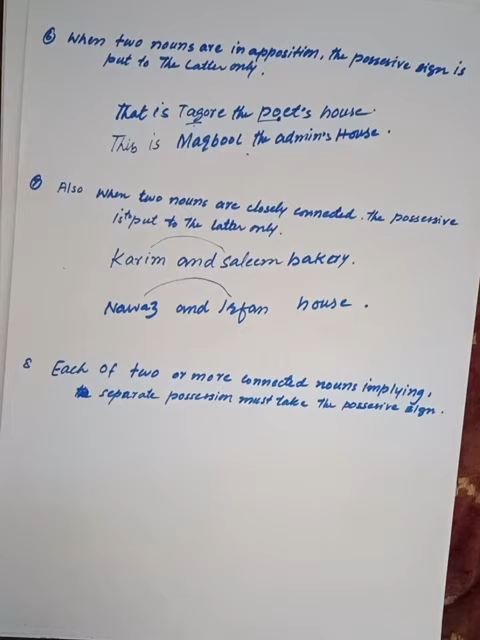 ⑥ When two nouns are in apposition, the possesive sign is
put to The Latter only.
That is Tagore the poet's house.
This is Maqbool the admin's House.
⑦ Also When two nouns are closely connected. the possessive
is put to The latter only.
Karim and saleem bakery.
Nawaz and Irfan house.
8 Each of two or more connected nouns implying,
separate possession must take The possesive sign.